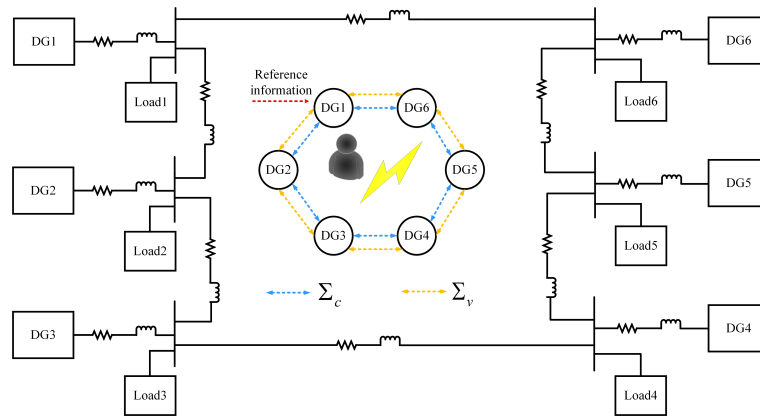 DG1
DG6
Load1
Load6
Reference
information
DG1
DG6
DG2
DG5
DG3
DG4
DG2
DG5
Load2
Load5
Σc
Σv
DG3
DG4
Load3
Load4